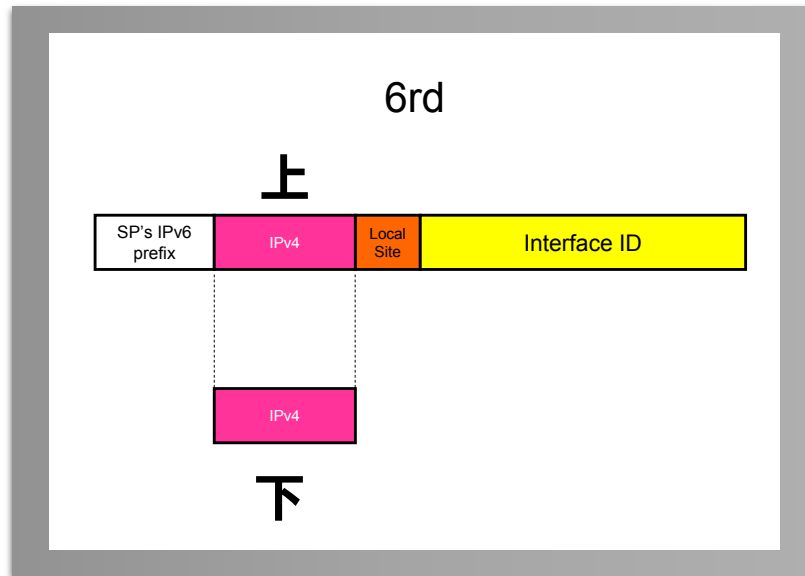 6rd
上
SP's IPv6
prefix
IPv4
Local
Site
Interface ID
IPv4
下